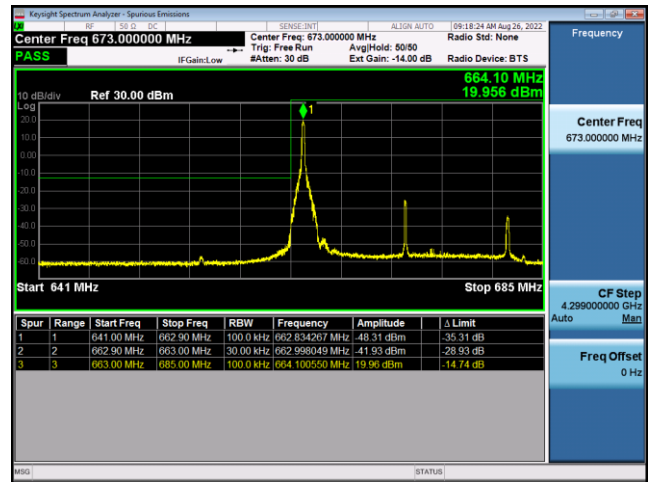 Keysight Spectrum Analyzer - Spurious Emissions
RF 50 Ω DC SENSE:INT ALIGN AUTO 09:18:24 AM Aug 26, 2022
Center Freq 673.000000 MHz
Center Freq: 673.000000 MHz Radio Std: None
Trig: Free Run Avg|Hold: 50/50
PASS IFGain:Low #Atten: 30 dB Ext Gain: -14.00 dB Radio Device: BTS
664.10 MHz
19.956 dBm
10 dB/div Ref 30.00 dBm
Log
1
20.0
10.0
0.00
-10.0
-20.0
-30.0
-40.0
-50.0
-60.0
Start 641 MHz Stop 685 MHz
Spur Range Start Freq Stop Freq RBW Frequency Amplitude Δ Limit
1 1 641.00 MHz 662.90 MHz 100.0 kHz 662.834267 MHz -48.31 dBm -35.31 dB
2 2 662.90 MHz 663.00 MHz 30.00 kHz 662.998049 MHz -41.93 dBm -28.93 dB
3 3 663.00 MHz 685.00 MHz 100.0 kHz 664.100550 MHz 19.96 dBm -14.74 dB
MSG STATUS
Frequency
Center Freq
673.000000 MHz
CF Step
4.299000000 GHz
Auto Man
Freq Offset
0 Hz